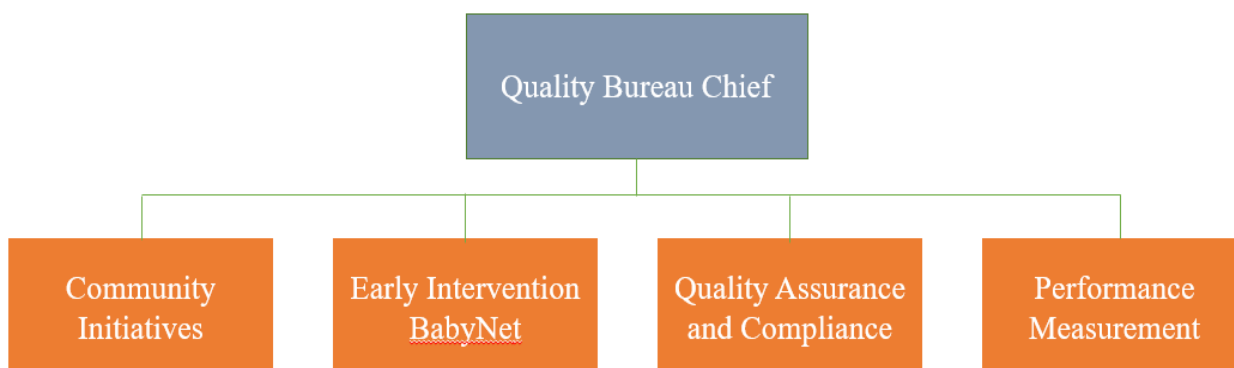 Quality Bureau Chief
Community
Initiatives
Early Intervention
BabyNet
Quality Assurance
and Compliance
Performance
Measurement